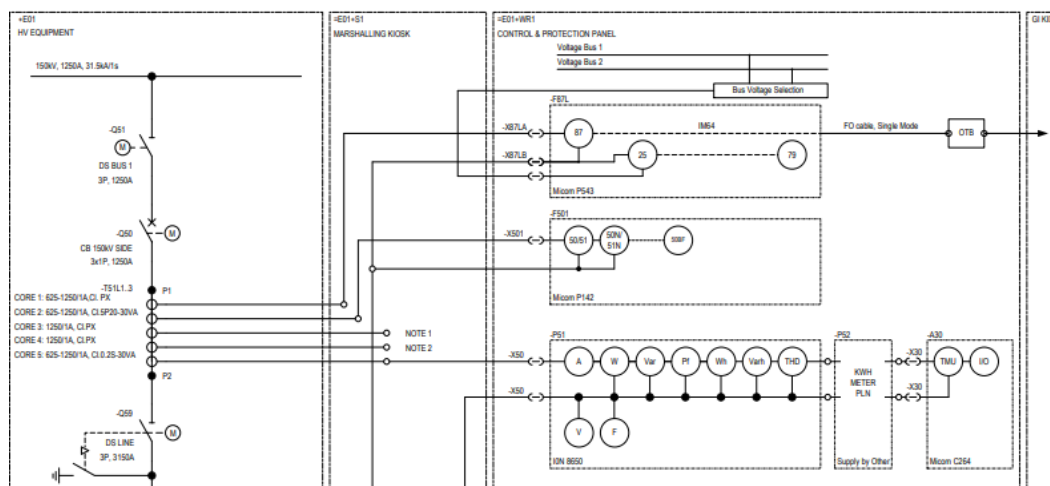 +E01
HV EQUIPMENT
=E01+S1
MARSHALLING KIOSK
=E01+WR1
CONTROL & PROTECTION PANEL
GI KI
150kV, 1250A, 31.5kA/1s
Voltage Bus 1
Voltage Bus 2
Bus Voltage Selection
-F87L
-X87LA
87
IM64
FO cable, Single Mode
OTB
-Q51
M
DS BUS 1
3P, 1250A
-X87LB
25
79
Micom P543
-F501
-Q50
M
CB 150kV SIDE
3x1P, 1250A
-X501
50/51
50N/
51N
50BF
Micom P142
-T51L1..3
P1
CORE 1: 625-1250/1A,Cl. PX
CORE 2: 625-1250/1A, Cl.5P20-30VA
CORE 3: 1250/1A, Cl.PX
NOTE 1
CORE 4: 1250/1A, Cl.PX
NOTE 2
CORE 5: 625-1250/1A, Cl.0.2S-30VA
P2
-P51
-P52
-A30
-X50
A
W
Var
Pf
Wh
Varh
THD
-X30
TMU
I/O
KWH
METER
PLN
-X50
-X30
V
F
ION 8650
Supply by Other
Micom C264
-Q59
M
DS LINE
3P, 3150A